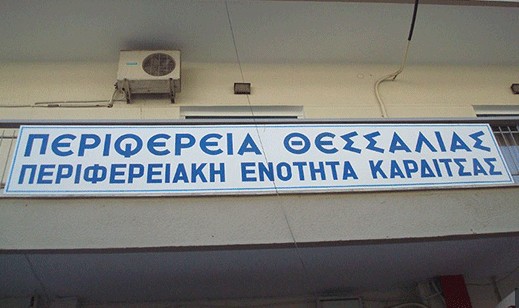 ΠΕΡΙΦΕΡΕΙΑ ΘΕΣΣΑΛΙΑΣ
ΠΕΡΙΦΕΡΕΙΑΚΗ ΕΝΟΤΗΤΑ ΚΑΡΔΙΤΣΑΣ